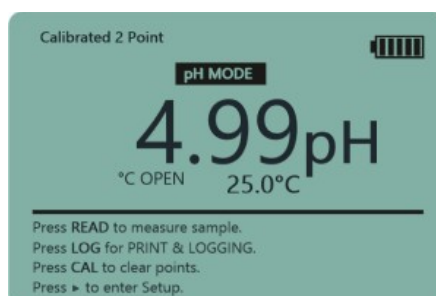 Calibrated 2 Point
pH MODE
4.99pH
°C OPEN 25.0°C
Press READ to measure sample.
Press LOG for PRINT & LOGGING.
Press CAL to clear points.
Press ▸ to enter Setup.